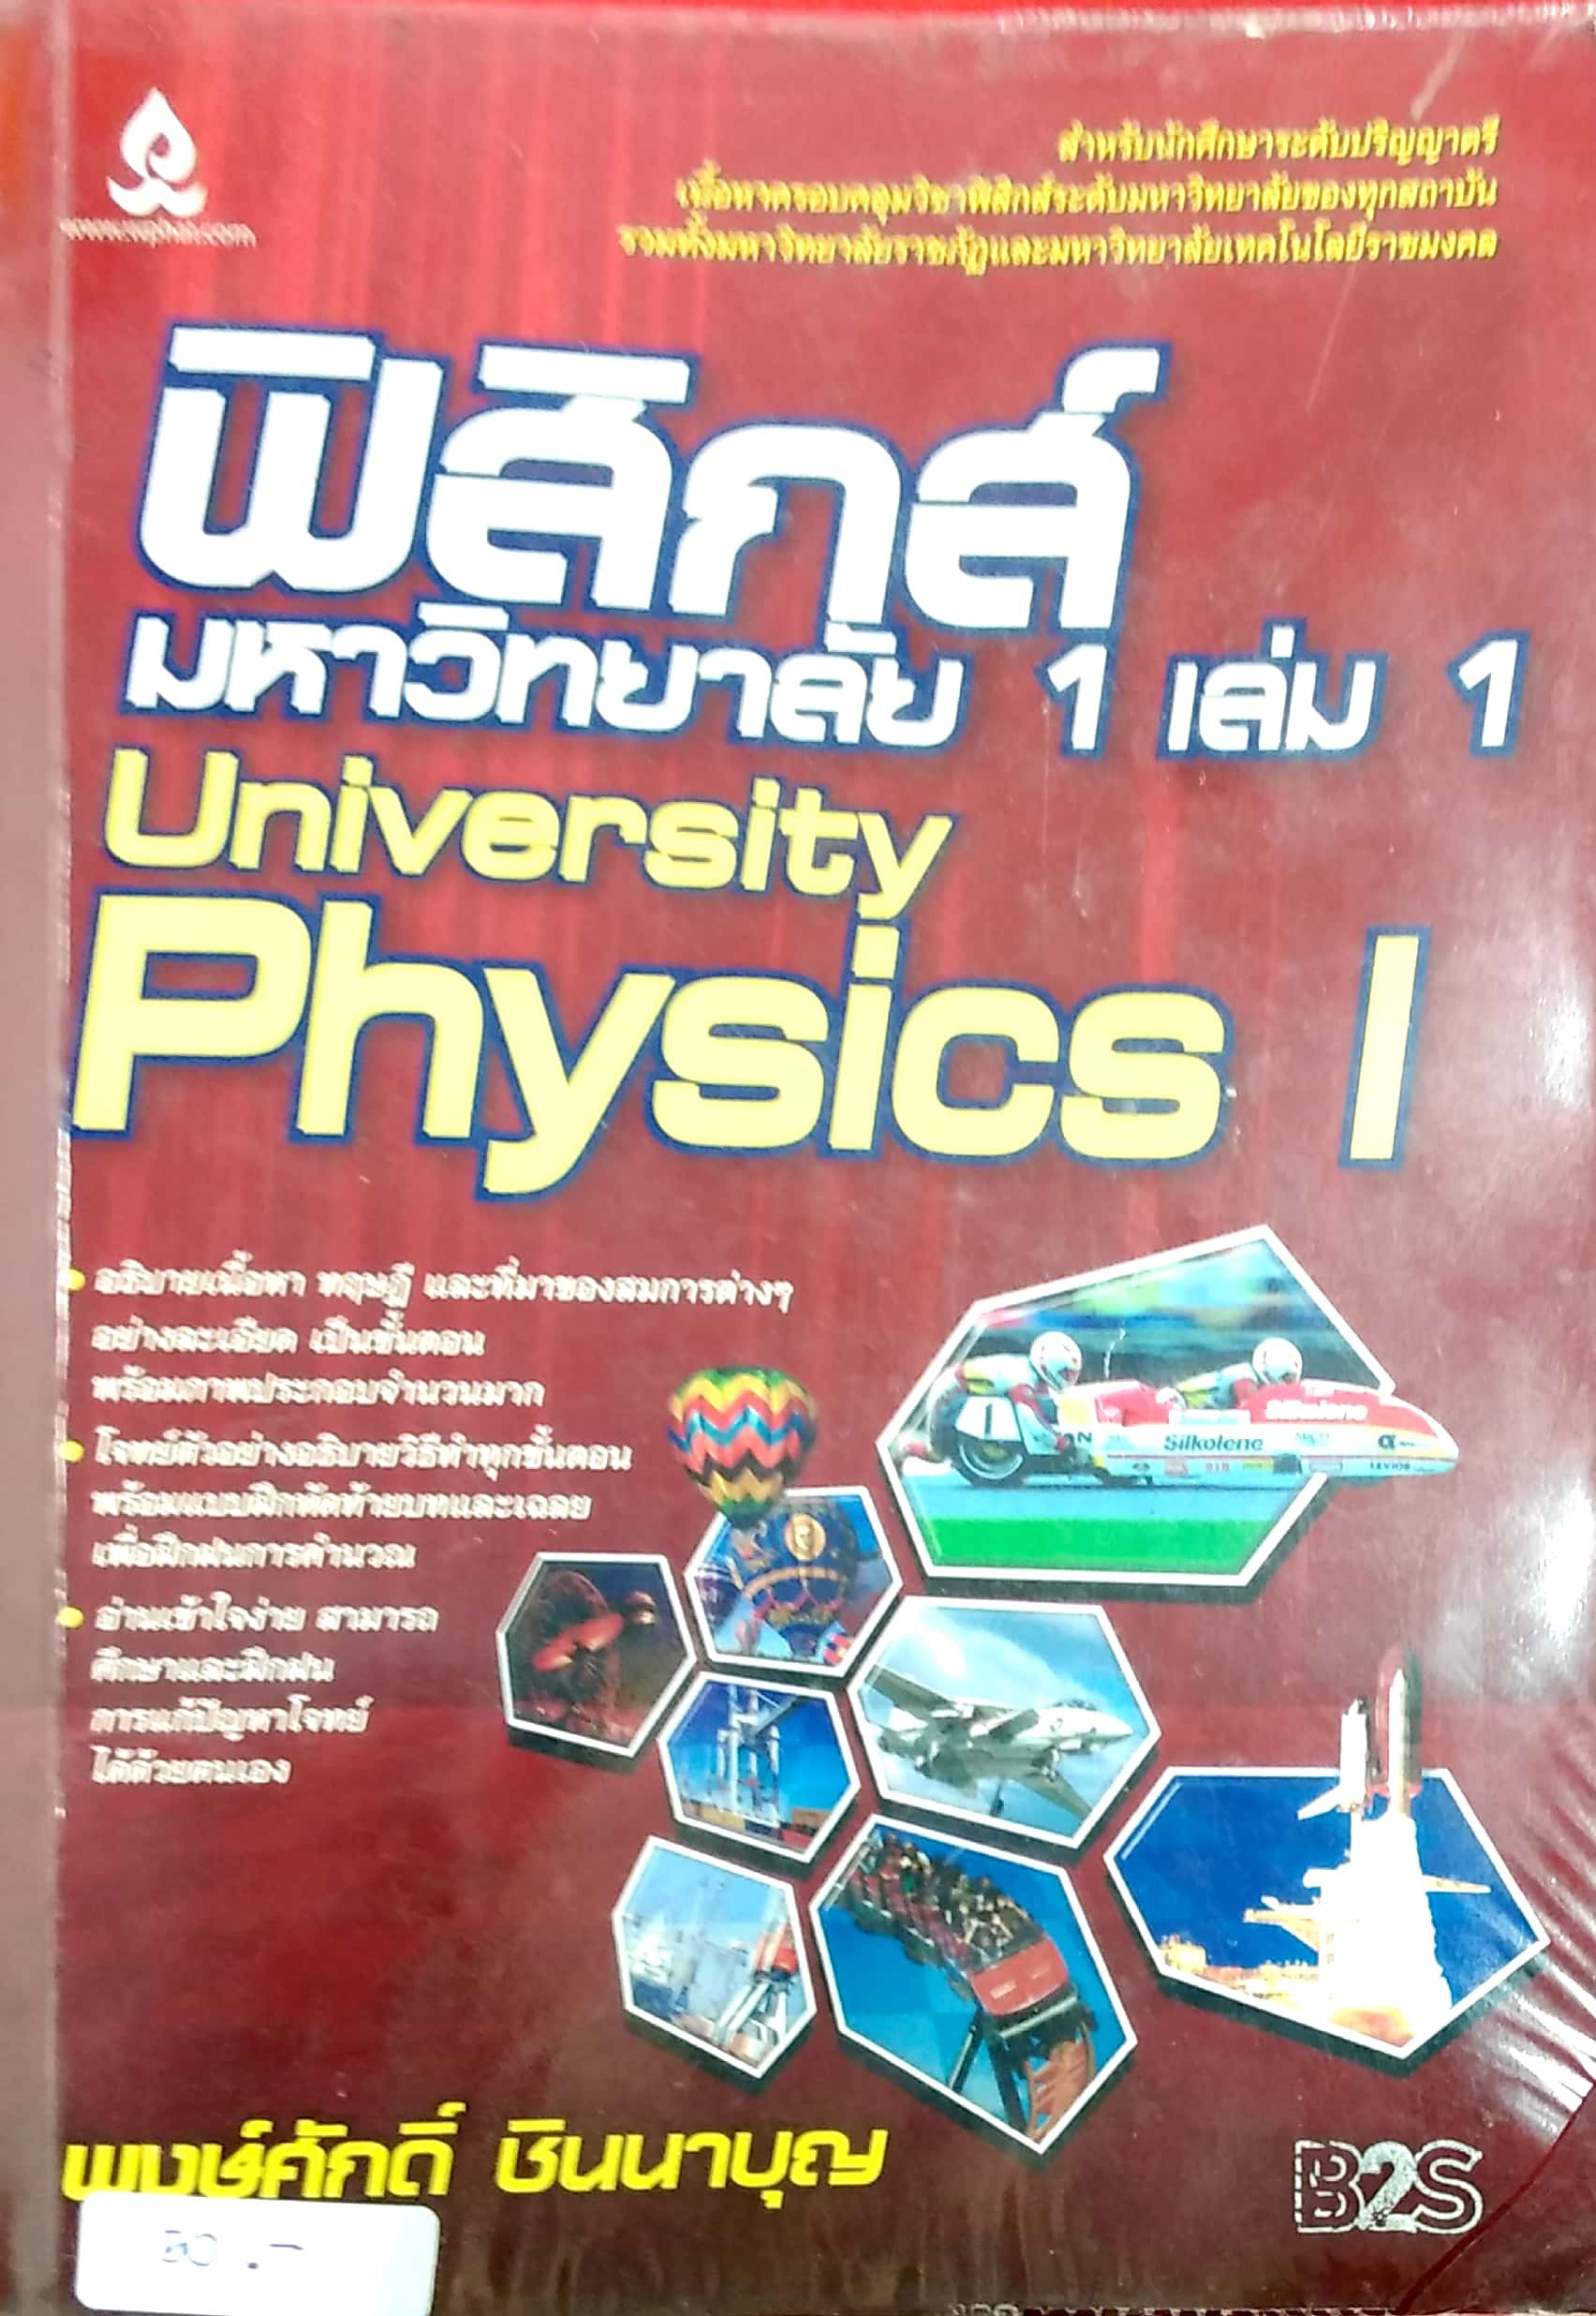 สำหรับนักศึกษาระดับปริญญาตรี
เนื้อหาครอบคลุมวิชาฟิสิกส์ระดับมหาวิทยาลัยของทุกสถาบัน
รวมทั้งมหาวิทยาลัยราชภัฏและมหาวิทยาลัยเทคโนโลยีราชมงคล
ฟิสิกส์
มหาวิทยาลัย 1 เล่ม 1
University
Physics I
• อธิบายเนื้อหา ทฤษฎี และที่มาของสมการต่างๆ
อย่างละเอียด เป็นขั้นตอน
พร้อมภาพประกอบจำนวนมาก
• โจทย์ตัวอย่างอธิบายวิธีทำทุกขั้นตอน
พร้อมแบบฝึกหัดท้ายบทและเฉลย
เพื่อฝึกฝนการคำนวณ
• อ่านเข้าใจง่าย สามารถ
ศึกษาและฝึกฝน
การแก้ปัญหาโจทย์
ได้ด้วยตนเอง
Silkolene
1
พงษ์ศักดิ์ ชินนาบุญ
B2S